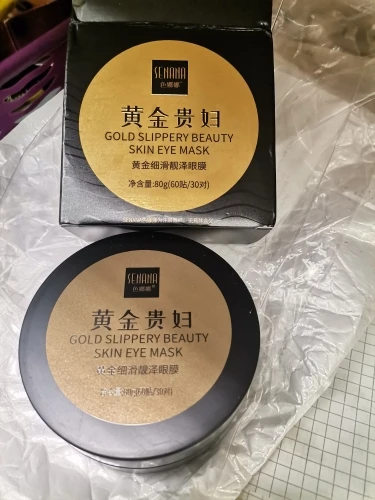 SENANA
色娜娜
黄金贵妇
GOLD SLIPPERY BEAUTY
SKIN EYE MASK
黄金细滑靓泽眼膜
净含量:80g(60贴/30对)
SENANA
色娜娜
黄金贵妇
GOLD SLIPPERY BEAUTY
SKIN EYE MASK
黄金细滑靓泽眼膜